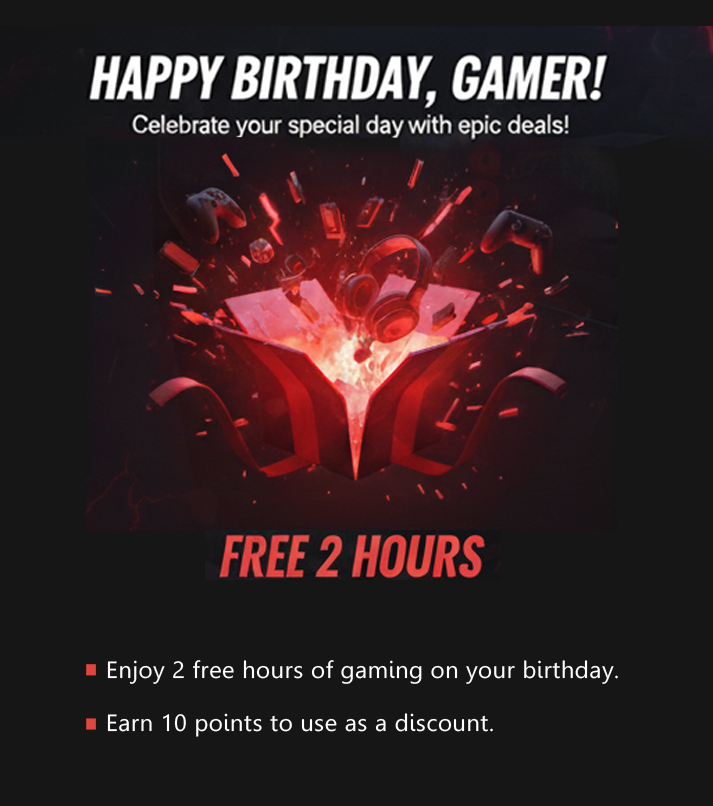 HAPPY BIRTHDAY, GAMER!
Celebrate your special day with epic deals!
FREE 2 HOURS
Enjoy 2 free hours of gaming on your birthday.
Earn 10 points to use as a discount.